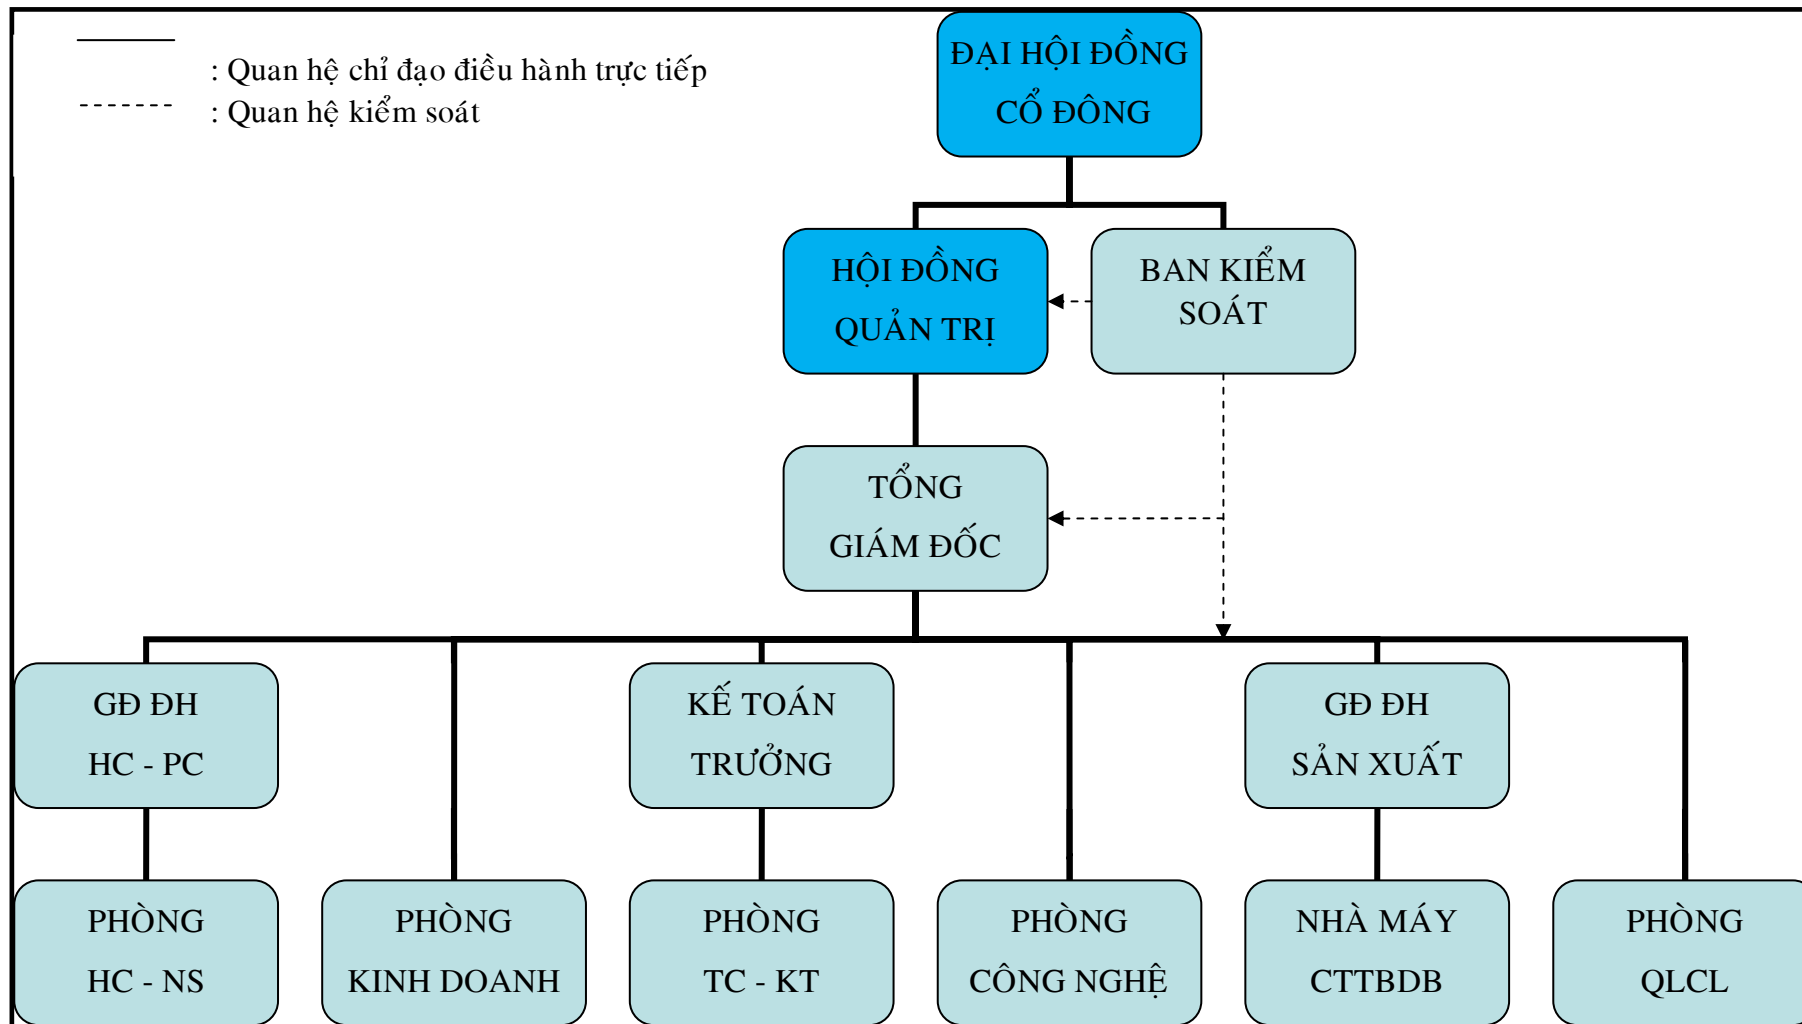 : Quan hệ chỉ đạo điều hành trực tiếp
: Quan hệ kiểm soát
ĐẠI HỘI ĐỒNG
CỔ ĐÔNG
HỘI ĐỒNG
QUẢN TRỊ
BAN KIỂM
SOÁT
TỔNG
GIÁM ĐỐC
GĐ ĐH
HC - PC
KẾ TOÁN
TRƯỞNG
GĐ ĐH
SẢN XUẤT
PHÒNG
HC - NS
PHÒNG
KINH DOANH
PHÒNG
TC - KT
PHÒNG
CÔNG NGHỆ
NHÀ MÁY
CTTBDB
PHÒNG
QLCL